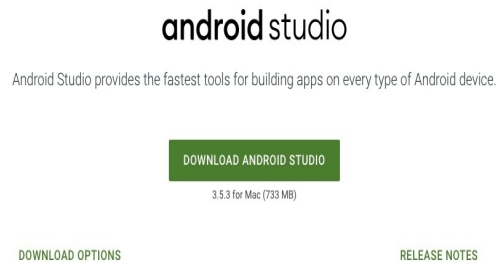 android studio
Android Studio provides the fastest tools for building apps on every type of Android device.
DOWNLOAD ANDROID STUDIO
3.5.3 for Mac (733 MB)
DOWNLOAD OPTIONS
RELEASE NOTES